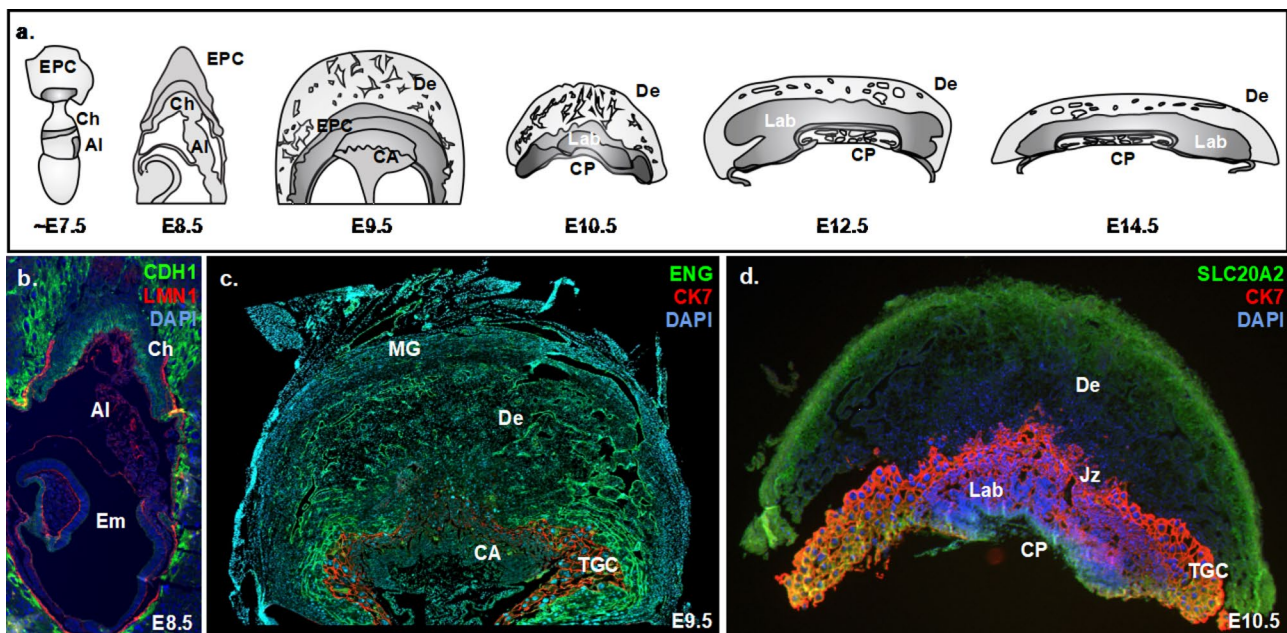 a.
EPC
Ch
Al
~E7.5
EPC
Ch
Al
E8.5
De
EPC
CA
E9.5
De
Lab
CP
E10.5
De
Lab
CP
E12.5
De
Lab
CP
E14.5
b.
CDH1
LMN1
DAPI
Ch
Al
Em
E8.5
c.
ENG
CK7
DAPI
MG
De
CA
TGC
E9.5
d.
SLC20A2
CK7
DAPI
De
Jz
Lab
CP
TGC
E10.5